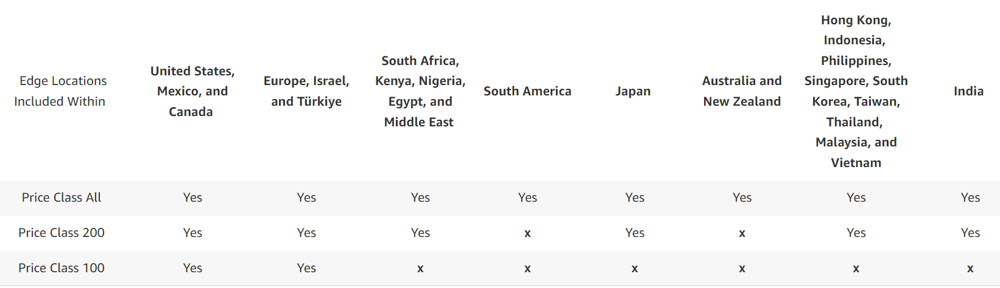 Edge Locations
Included Within
United States,
Mexico, and
Canada
Europe, Israel,
and Türkiye
South Africa,
Kenya, Nigeria,
Egypt, and
Middle East
South America
Japan
Australia and
New Zealand
Hong Kong,
Indonesia,
Philippines,
Singapore, South
Korea, Taiwan,
Thailand,
Malaysia, and
Vietnam
India
Price Class All Yes Yes Yes Yes Yes Yes Yes Yes
Price Class 200 Yes Yes Yes x Yes x Yes Yes
Price Class 100 Yes Yes x x x x x x